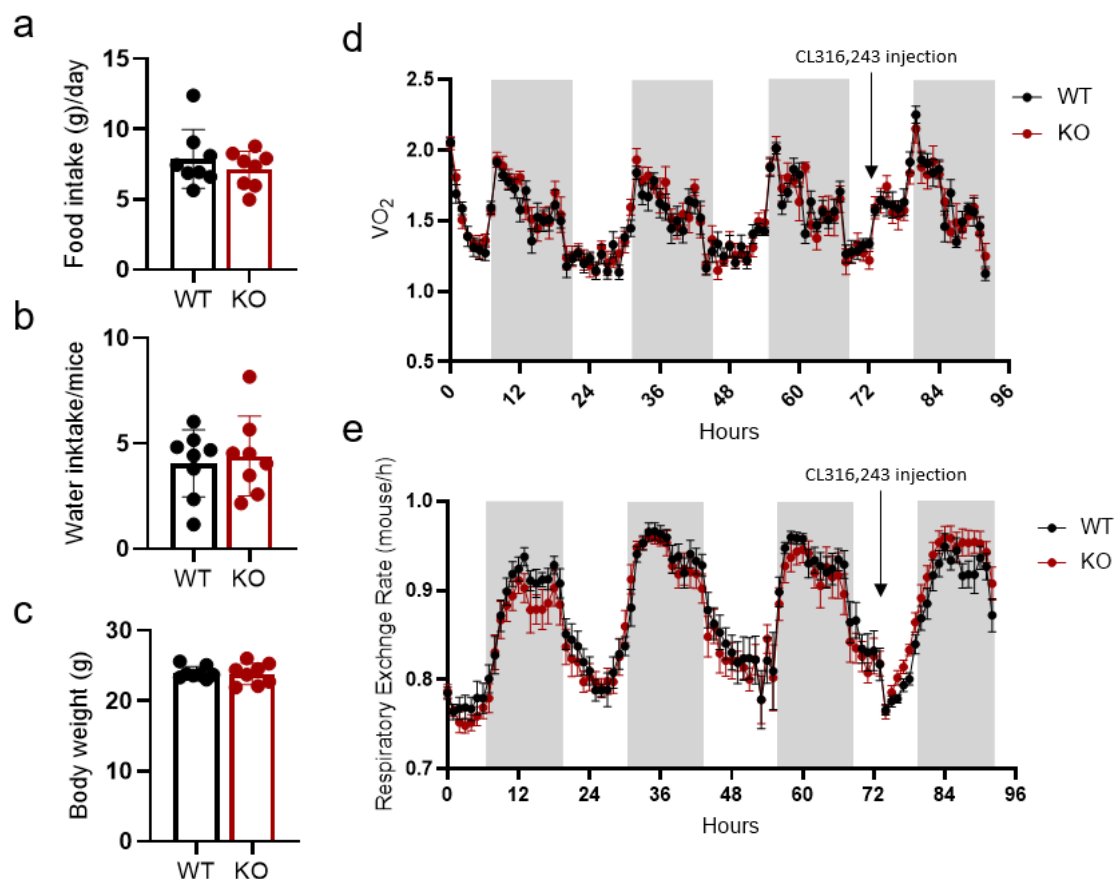 a
Food intake (g)/day
15
10
5
0
WT
KO
b
Water inktake/mice
10
5
0
WT
KO
c
Body weight (g)
30
20
10
0
WT
KO
d
CL316,243 injection
VO2
2.5
2.0
1.5
1.0
0.5
0
12
24
36
48
60
72
84
96
Hours
WT
KO
e
CL316,243 injection
Respiratory Exchnge Rate (mouse/h)
1.0
0.9
0.8
0.7
0
12
24
36
48
60
72
84
96
Hours
WT
KO